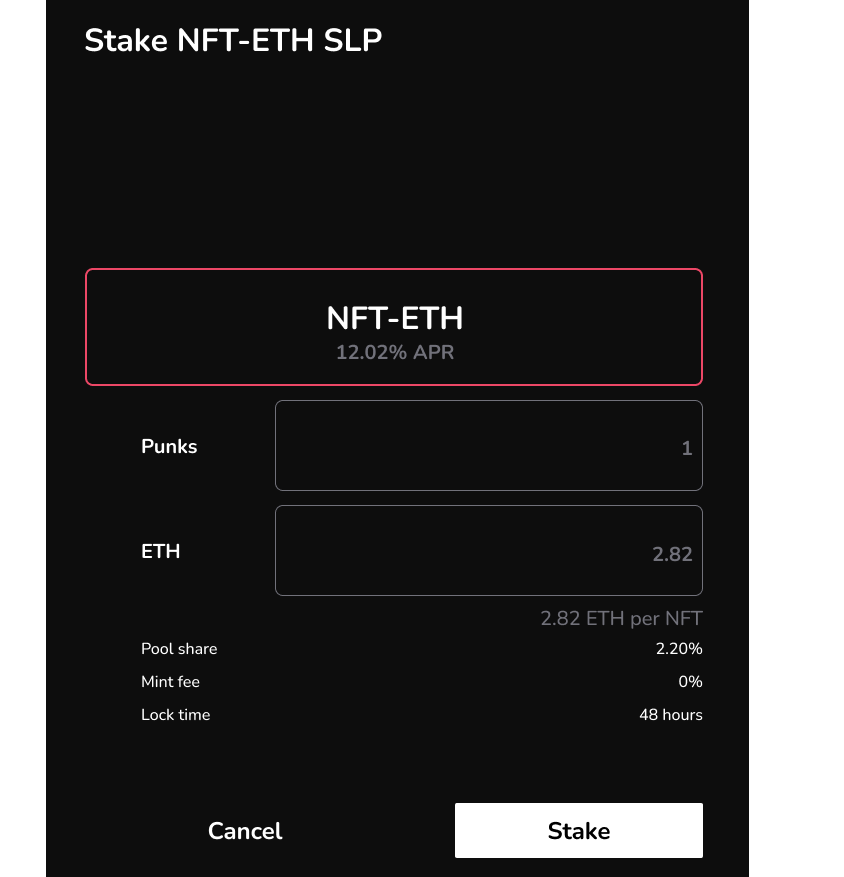 Stake NFT-ETH SLP
NFT-ETH
12.02% APR
Punks 1
ETH 2.82
2.82 ETH per NFT
Pool share 2.20%
Mint fee 0%
Lock time 48 hours
Cancel Stake